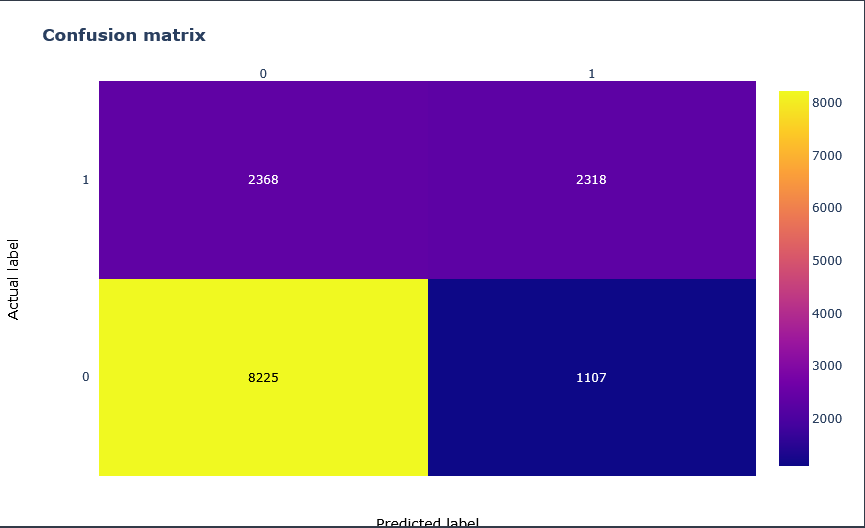 Confusion matrix
0 1
8000
1 2368 2318
7000
6000
5000
Actual label
4000
3000
0 8225 1107
2000
Predicted label